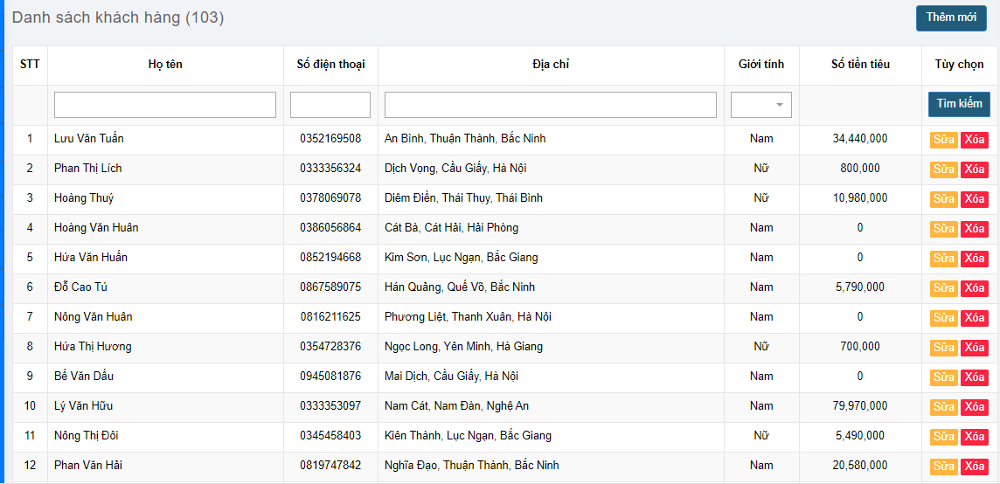 Danh sách khách hàng (103) Thêm mới
STT Họ tên Số điện thoại Địa chỉ Giới tính Số tiền tiêu Tùy chọn
Tìm kiếm
1 Lưu Văn Tuấn 0352169508 An Bình, Thuận Thành, Bắc Ninh Nam 34,440,000 Sửa Xóa
2 Phan Thị Lích 0333356324 Dịch Vọng, Cầu Giấy, Hà Nội Nữ 800,000 Sửa Xóa
3 Hoàng Thuý 0378069078 Diêm Điền, Thái Thụy, Thái Bình Nữ 10,980,000 Sửa Xóa
4 Hoàng Văn Huân 0386056864 Cát Bà, Cát Hải, Hải Phòng Nam 0 Sửa Xóa
5 Hứa Văn Huấn 0852194668 Kim Sơn, Lục Ngạn, Bắc Giang Nam 0 Sửa Xóa
6 Đỗ Cao Tú 0867589075 Hán Quảng, Quế Võ, Bắc Ninh Nam 5,790,000 Sửa Xóa
7 Nông Văn Huân 0816211625 Phương Liệt, Thanh Xuân, Hà Nội Nam 0 Sửa Xóa
8 Hứa Thị Hương 0354728376 Ngọc Long, Yên Minh, Hà Giang Nữ 700,000 Sửa Xóa
9 Bế Văn Dấu 0945081876 Mai Dịch, Cầu Giấy, Hà Nội Nam 0 Sửa Xóa
10 Lý Văn Hữu 0333353097 Nam Cát, Nam Đàn, Nghệ An Nam 79,970,000 Sửa Xóa
11 Nông Thị Đôi 0345458403 Kiên Thành, Lục Ngạn, Bắc Giang Nữ 5,490,000 Sửa Xóa
12 Phan Văn Hải 0819747842 Nghĩa Đạo, Thuận Thành, Bắc Ninh Nam 20,580,000 Sửa Xóa